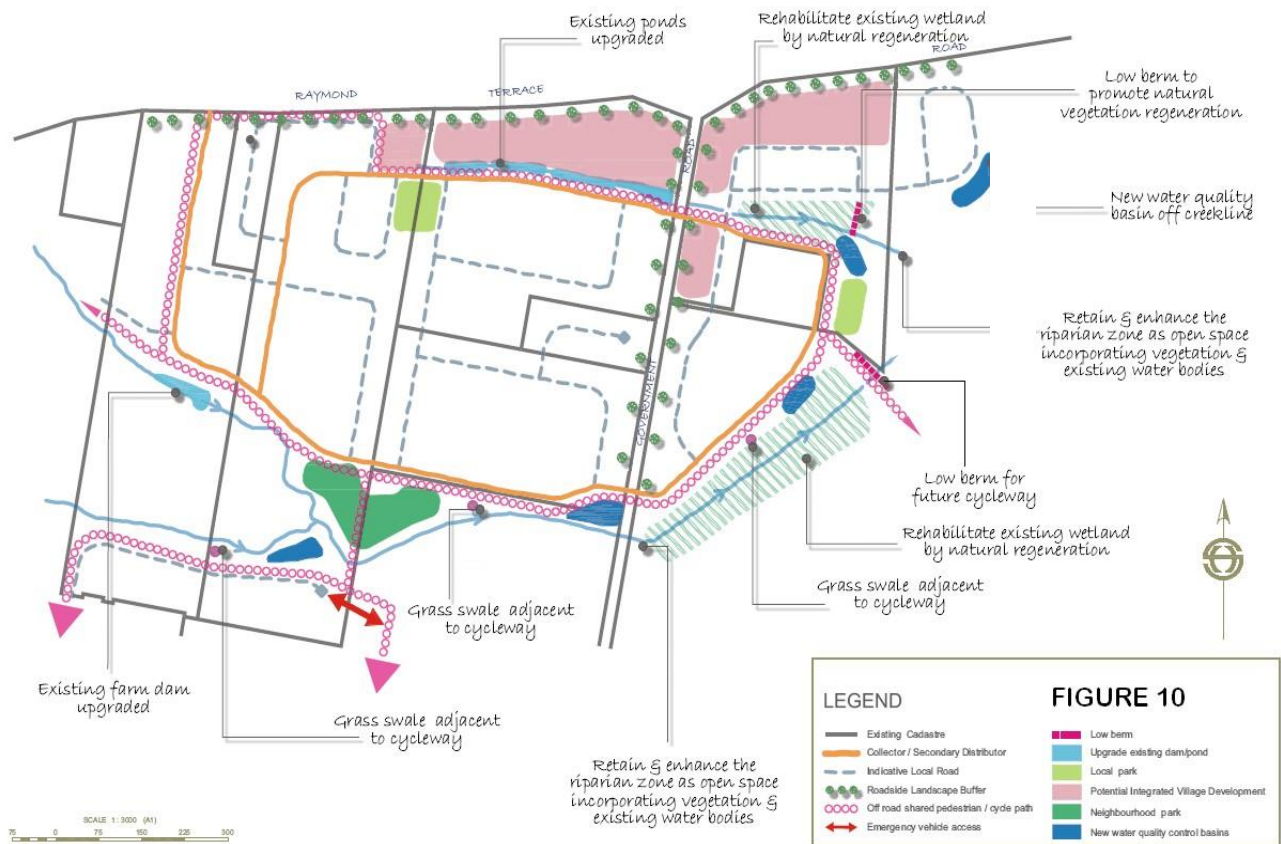 Existing ponds
upgraded
Rehabilitate existing wetland
by natural regeneration
ROAD
RAYMOND
TERRACE
Low berm to
promote natural
vegetation regeneration
ROAD
New water quality
basin off creekline
Retain & enhance the
riparian zone as open space
incorporating vegetation &
existing water bodies
GOVERNMENT
Low berm for
future cycleway
Rehabilitate existing wetland
by natural regeneration
Grass swale adjacent
to cycleway
Grass swale adjacent
to cycleway
Existing farm dam
upgraded
Grass swale adjacent
to cycleway
Retain & enhance the
riparian zone as open space
incorporating vegetation &
existing water bodies
LEGEND
FIGURE 10
Existing Cadastre
Collector / Secondary Distributor
Indicative Local Road
Roadside Landscape Buffer
Off road shared pedestrian / cycle path
Emergency vehicle access
Low berm
Upgrade existing dam/pond
Local park
Potential Integrated Village Development
Neighbourhood park
New water quality control basins
SCALE 1: 3000 (A1)
75 0 75 150 225 300